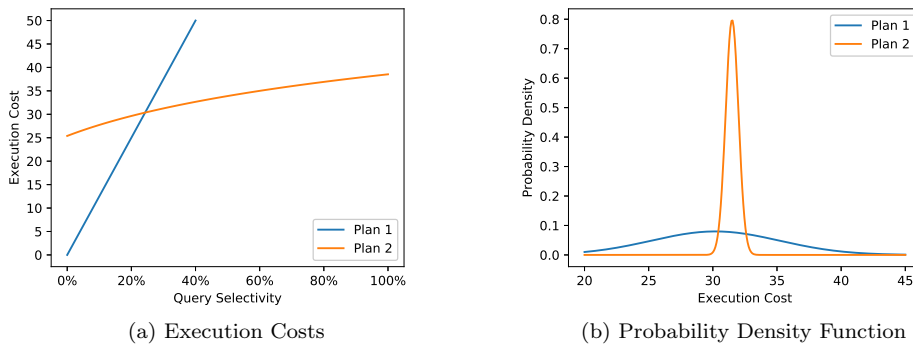 50
45
40
35
30
25
20
15
10
5
0
Execution Cost
0% 20% 40% 60% 80% 100%
Query Selectivity
Plan 1
Plan 2
(a) Execution Costs
0.8
0.7
0.6
0.5
0.4
0.3
0.2
0.1
0.0
Probability Density
20 25 30 35 40 45
Execution Cost
Plan 1
Plan 2
(b) Probability Density Function